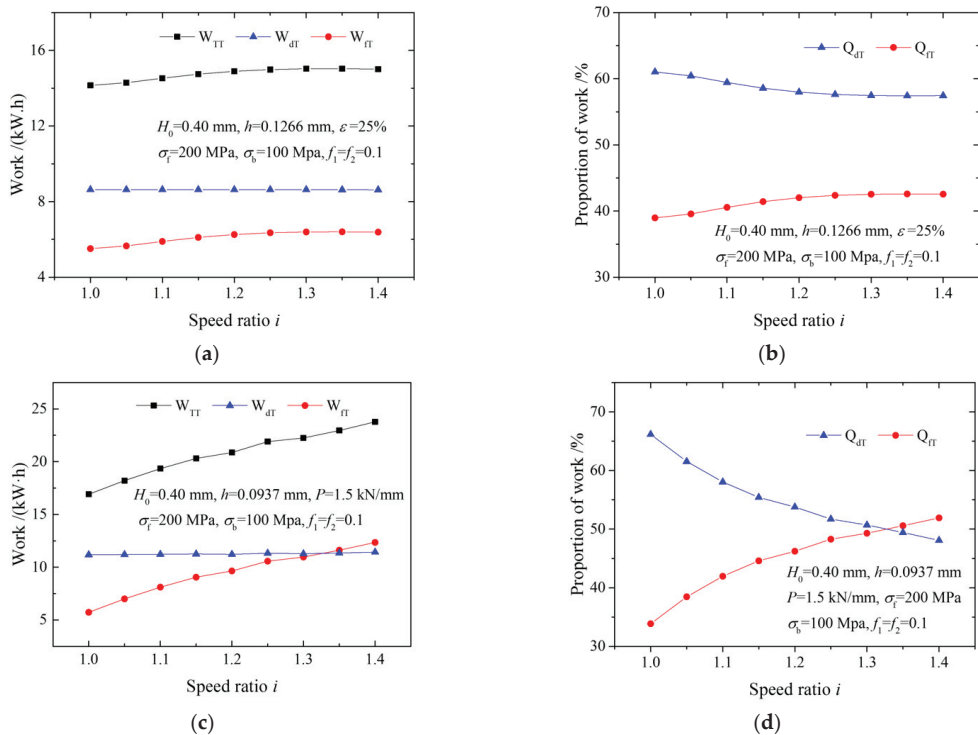 W_TT W_dT W_fT
16
12
8
4
Work /(kW.h)
H_0=0.40 mm, h=0.1266 mm, ε=25%
σ_f=200 MPa, σ_b=100 Mpa, f_1=f_2=0.1
1.0 1.1 1.2 1.3 1.4
Speed ratio i
(a)
70
60
50
40
30
Proportion of work /%
Q_dT Q_fT
H_0=0.40 mm, h=0.1266 mm, ε=25%
σ_f=200 MPa, σ_b=100 Mpa, f_1=f_2=0.1
1.0 1.1 1.2 1.3 1.4
Speed ratio i
(b)
W_TT W_dT W_fT
25
20
15
10
5
Work /(kW·h)
H_0=0.40 mm, h=0.0937 mm, P=1.5 kN/mm
σ_f=200 MPa, σ_b=100 Mpa, f_1=f_2=0.1
1.0 1.1 1.2 1.3 1.4
Speed ratio i
(c)
70
60
50
40
30
Proportion of work /%
Q_dT Q_fT
H_0=0.40 mm, h=0.0937 mm
P=1.5 kN/mm, σ_f=200 MPa
σ_b=100 Mpa, f_1=f_2=0.1
1.0 1.1 1.2 1.3 1.4
Speed ratio i
(d)